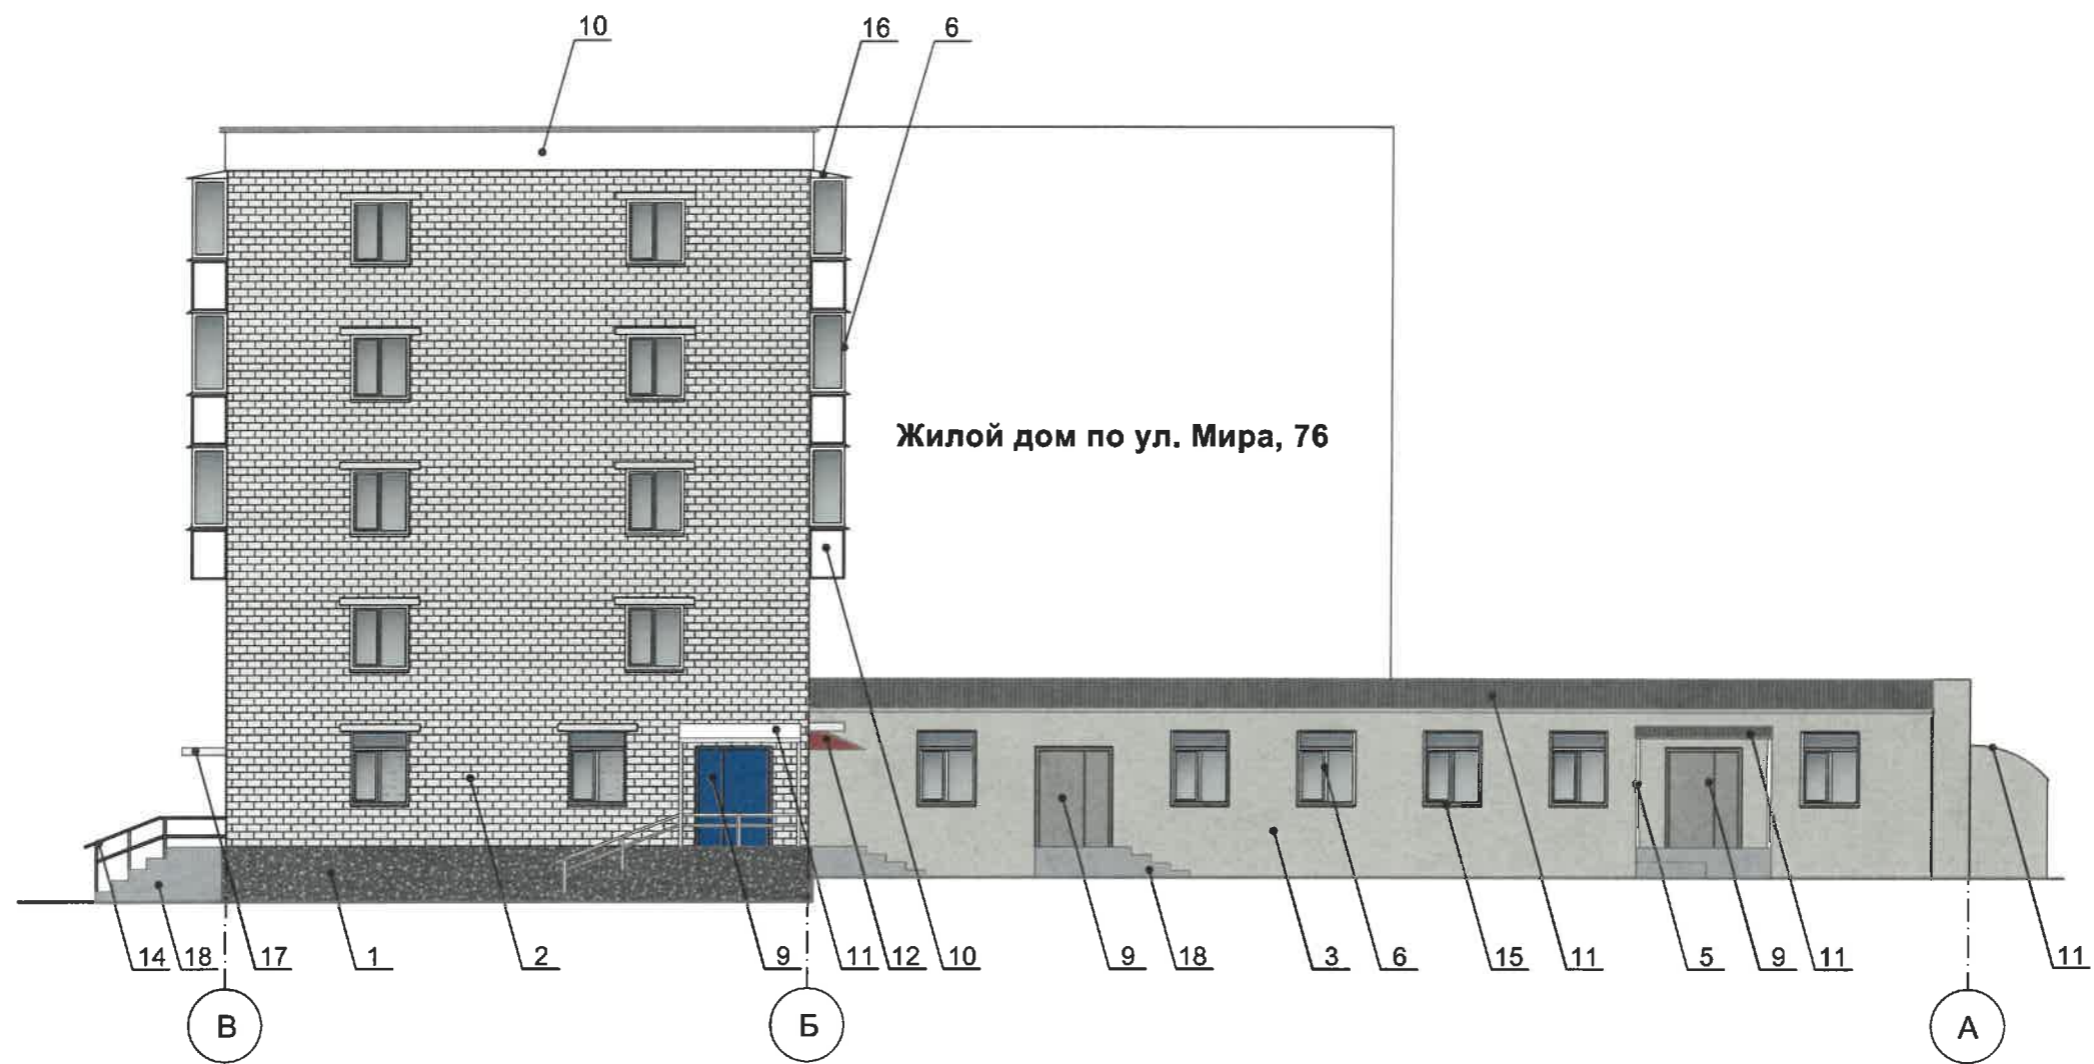 10 16 6
Жилой дом по ул. Мира, 76
14 18 17 1 2 9 11 12 10 9 18 3 6 15 11 5 9 11 11
В Б А